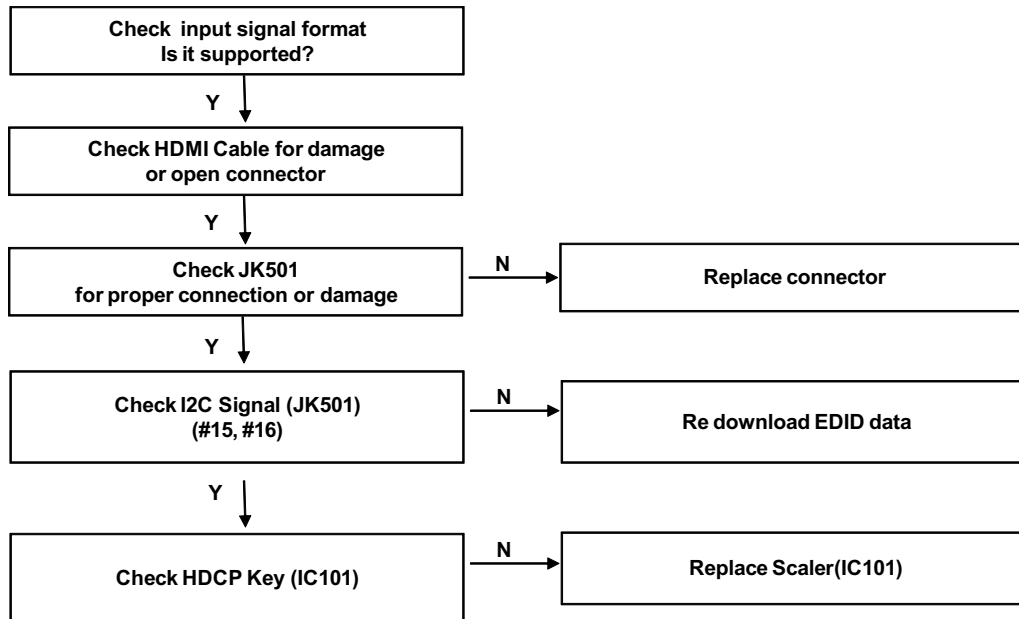 Check input signal format
Is it supported?
Y
Check HDMI Cable for damage
or open connector
Y
Check JK501
for proper connection or damage
N
Replace connector
Y
Check I2C Signal (JK501)
(#15, #16)
N
Re download EDID data
Y
Check HDCP Key (IC101)
N
Replace Scaler(IC101)